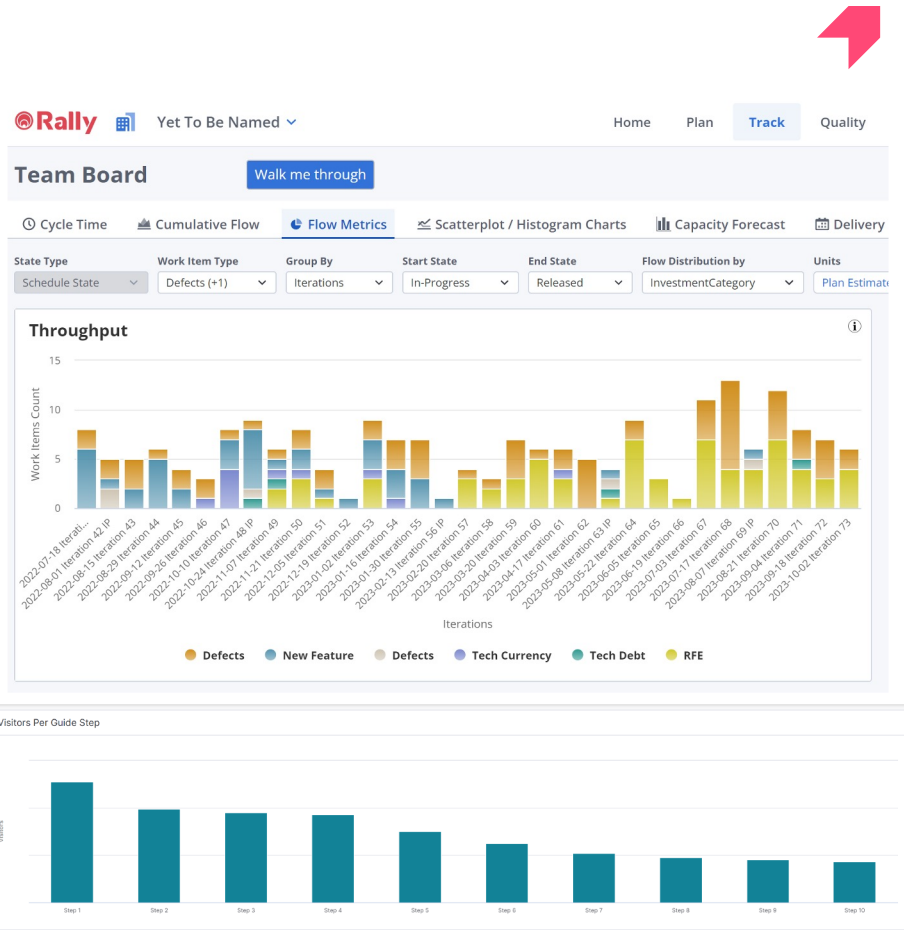 Rally
Yet To Be Named
Home Plan Track Quality
Team Board
Walk me through
Cycle Time Cumulative Flow Flow Metrics Scatterplot / Histogram Charts Capacity Forecast Delivery
State Type Work Item Type Group By Start State End State Flow Distribution by Units
Schedule State Defects (+1) Iterations In-Progress Released InvestmentCategory Plan Estimate
Throughput
15
10
5
0
Work Items Count
2022-07-18 Iterati...
2022-08-01 Iteration 42 IP
2022-08-15 Iteration 43
2022-08-29 Iteration 44
2022-09-12 Iteration 45
2022-09-26 Iteration 46
2022-10-10 Iteration 47
2022-10-24 Iteration 48 IP
2022-11-07 Iteration 49
2022-11-21 Iteration 50
2022-12-05 Iteration 51
2022-12-19 Iteration 52
2023-01-02 Iteration 53
2023-01-16 Iteration 54
2023-01-30 Iteration 55
2023-02-13 Iteration 56 IP
2023-02-20 Iteration 57
2023-03-06 Iteration 58
2023-03-20 Iteration 59
2023-04-03 Iteration 60
2023-04-17 Iteration 61
2023-05-01 Iteration 62
2023-05-08 Iteration 63 IP
2023-05-22 Iteration 64
2023-06-05 Iteration 65
2023-06-19 Iteration 66
2023-07-03 Iteration 67
2023-07-17 Iteration 68
2023-08-07 Iteration 69 IP
2023-08-21 Iteration 70
2023-09-04 Iteration 71
2023-09-18 Iteration 72
2023-10-02 Iteration 73
Iterations
Defects New Feature Defects Tech Currency Tech Debt RFE
Visitors Per Guide Step
Visitors
Step 1 Step 2 Step 3 Step 4 Step 5 Step 6 Step 7 Step 8 Step 9 Step 10